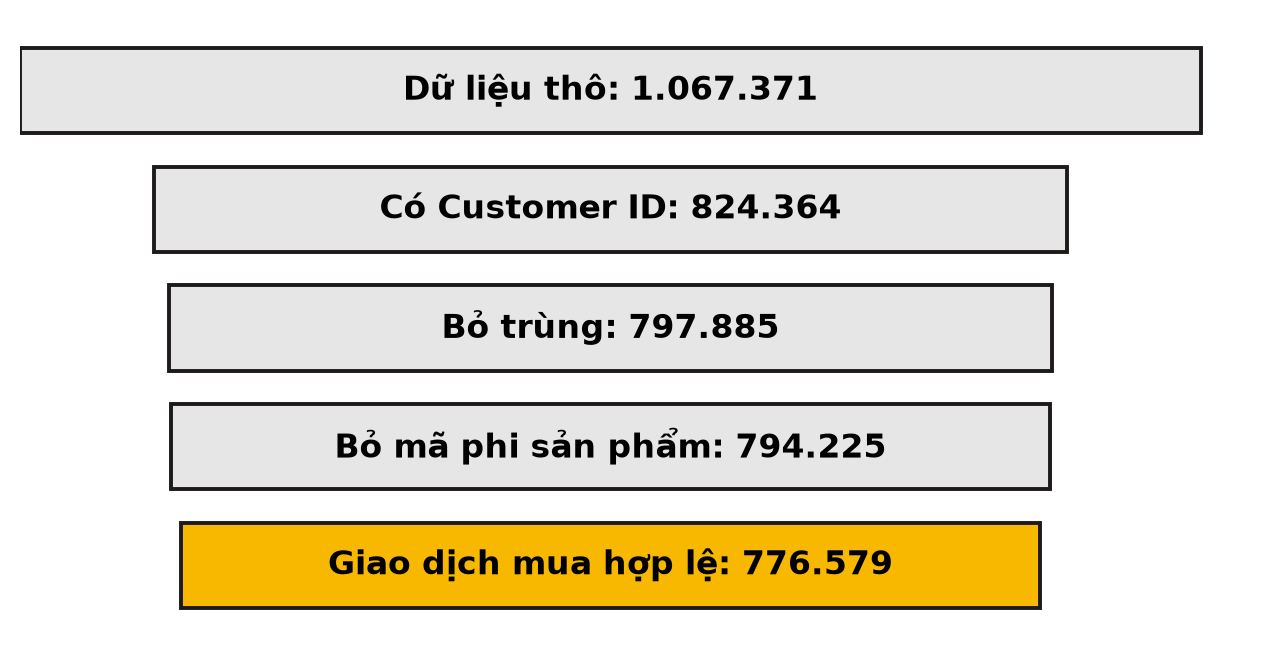 Dữ liệu thô: 1.067.371
Có Customer ID: 824.364
Bỏ trùng: 797.885
Bỏ mã phi sản phẩm: 794.225
Giao dịch mua hợp lệ: 776.579